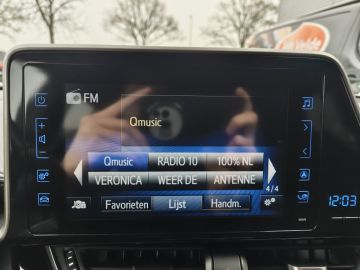 FM
Qmusic
Qmusic RADIO 10 100% NL
VERONICA WEER DE ANTENNE
4/4
Favorieten Lijst Handm.
12:03